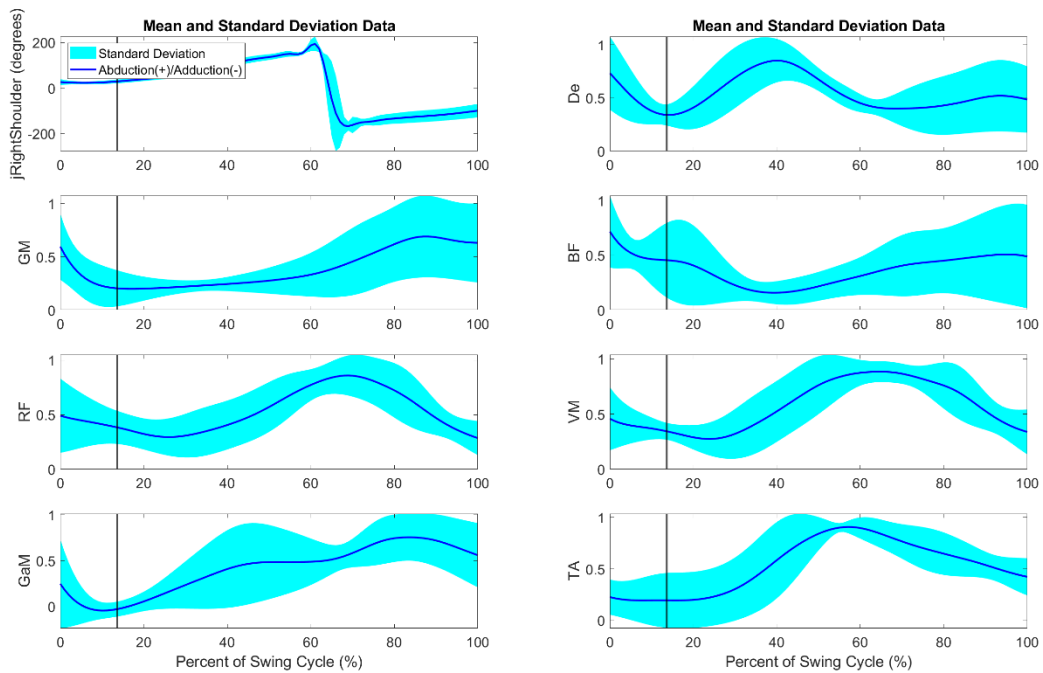 Mean and Standard Deviation Data
jRightShoulder (degrees)
200
0
-200
Standard Deviation
Abduction(+)/Adduction(-)
0 20 40 60 80 100
Mean and Standard Deviation Data
De
1
0.5
0
0 20 40 60 80 100
GM
1
0.5
0
0 20 40 60 80 100
BF
1
0.5
0
0 20 40 60 80 100
RF
1
0.5
0
0 20 40 60 80 100
VM
1
0.5
0
0 20 40 60 80 100
GaM
1
0.5
0
0 20 40 60 80 100
Percent of Swing Cycle (%)
TA
1
0.5
0
0 20 40 60 80 100
Percent of Swing Cycle (%)